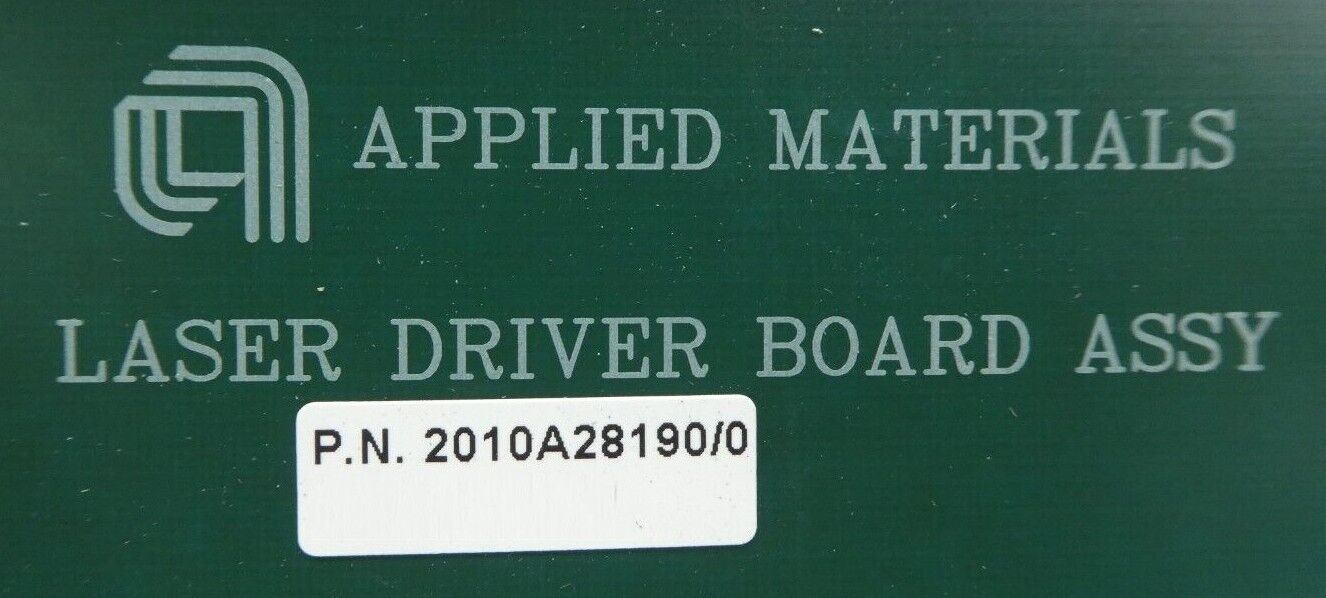 APPLIED MATERIALS
LASER DRIVER BOARD ASSY
P.N. 2010A28190/0